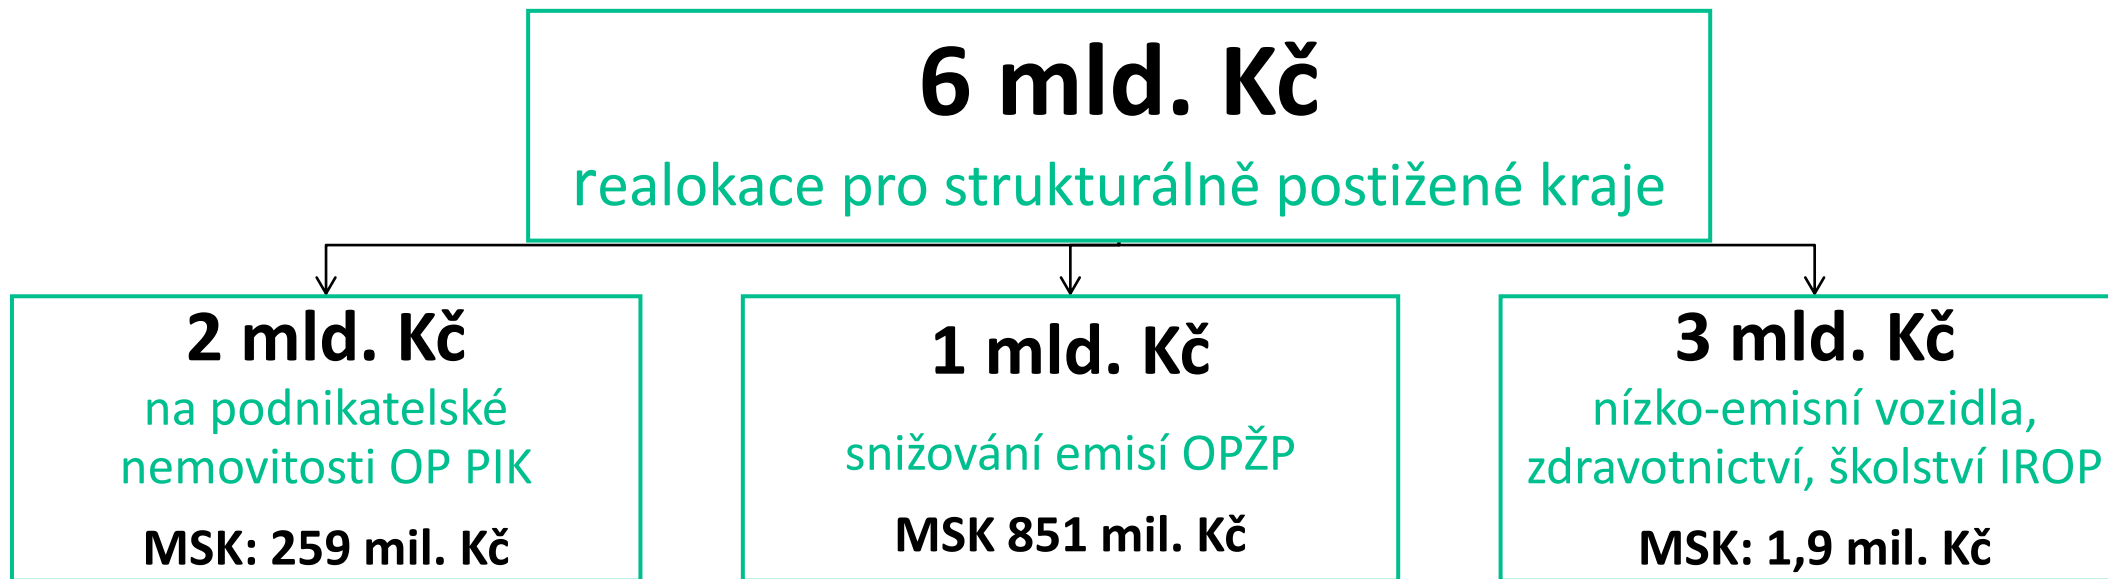 6 mld. Kč
realokace pro strukturálně postižené kraje
2 mld. Kč
na podnikatelské
nemovitosti OP PIK
MSK: 259 mil. Kč
1 mld. Kč
snižování emisí OPŽP
MSK 851 mil. Kč
3 mld. Kč
nízko-emisní vozidla,
zdravotnictví, školství IROP
MSK: 1,9 mil. Kč